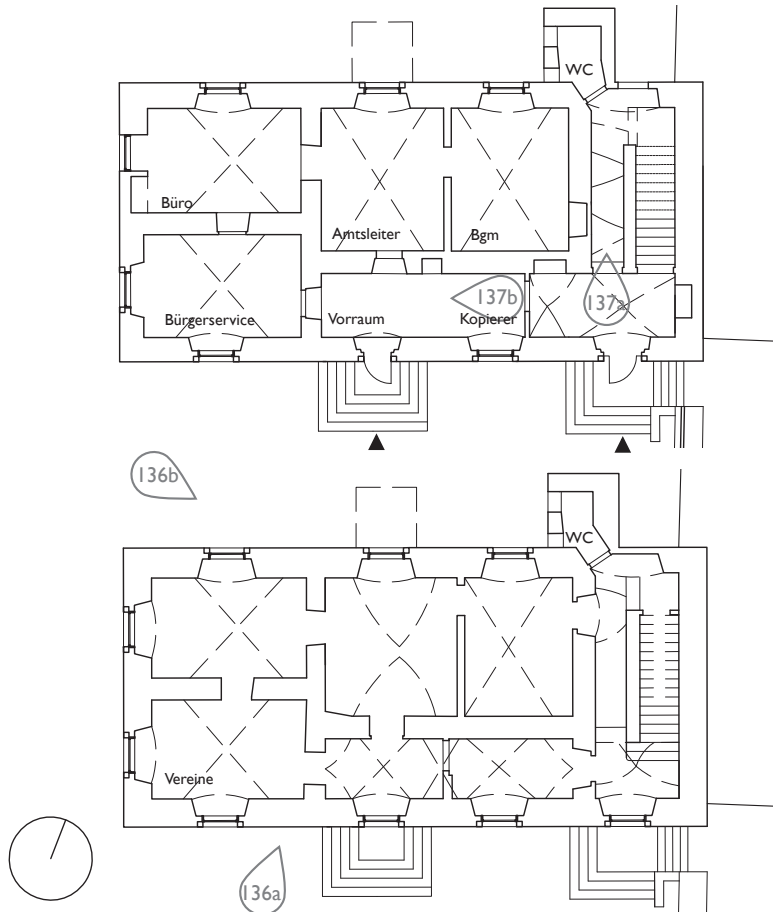 WC
Büro
Amtsleiter
Bgm
137b
137a
Bürgerservice
Vorraum
Kopierer
136b
WC
Vereine
136a